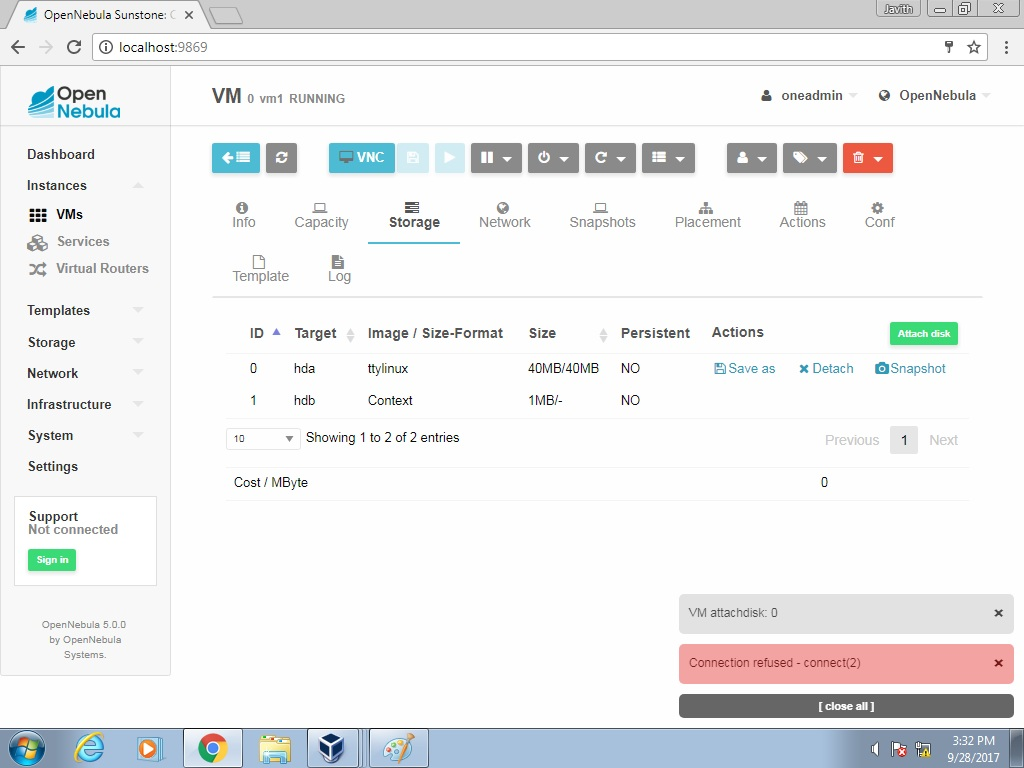 OpenNebula Sunstone: C
Javith
localhost:9869
Open
Nebula
VM 0 vm1 RUNNING
oneadmin
OpenNebula
Dashboard
Instances
VMs
Services
Virtual Routers
Templates
Storage
Network
Infrastructure
System
Settings
Support
Not connected
Sign in
OpenNebula 5.0.0
by OpenNebula
Systems.
VNC
Info
Capacity
Storage
Network
Snapshots
Placement
Actions
Conf
Template
Log
ID Target Image / Size-Format Size Persistent Actions
Attach disk
0 hda ttylinux 40MB/40MB NO Save as Detach Snapshot
1 hdb Context 1MB/- NO
10 Showing 1 to 2 of 2 entries
Previous 1 Next
Cost / MByte 0
VM attachdisk: 0
Connection refused - connect(2)
[ close all ]
3:32 PM
9/28/2017